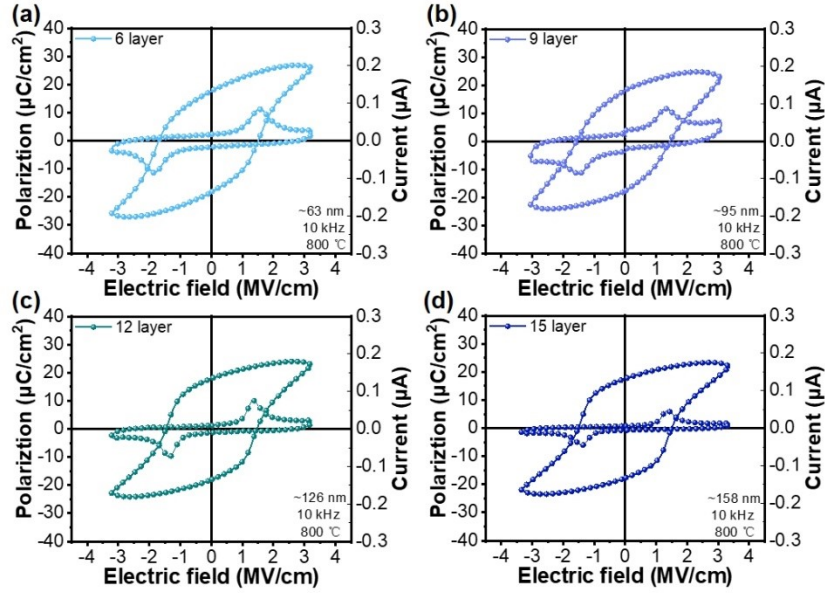 (a)
6 layer
Polariztion (μC/cm²)
40
30
20
10
0
-10
-20
-30
-40
0.3
0.2
0.1
0.0
-0.1
-0.2
-0.3
Current (μA)
~63 nm
10 kHz
800 ℃
-4 -3 -2 -1 0 1 2 3 4
Electric field (MV/cm)
(b)
9 layer
Polariztion (μC/cm²)
40
30
20
10
0
-10
-20
-30
-40
0.3
0.2
0.1
0.0
-0.1
-0.2
-0.3
Current (μA)
~95 nm
10 kHz
800 ℃
-4 -3 -2 -1 0 1 2 3 4
Electric field (MV/cm)
(c)
12 layer
Polariztion (μC/cm²)
40
30
20
10
0
-10
-20
-30
-40
0.3
0.2
0.1
0.0
-0.1
-0.2
-0.3
Current (μA)
~126 nm
10 kHz
800 ℃
-4 -3 -2 -1 0 1 2 3 4
Electric field (MV/cm)
(d)
15 layer
Polariztion (μC/cm²)
40
30
20
10
0
-10
-20
-30
-40
0.3
0.2
0.1
0.0
-0.1
-0.2
-0.3
Current (μA)
~158 nm
10 kHz
800 ℃
-4 -3 -2 -1 0 1 2 3 4
Electric field (MV/cm)